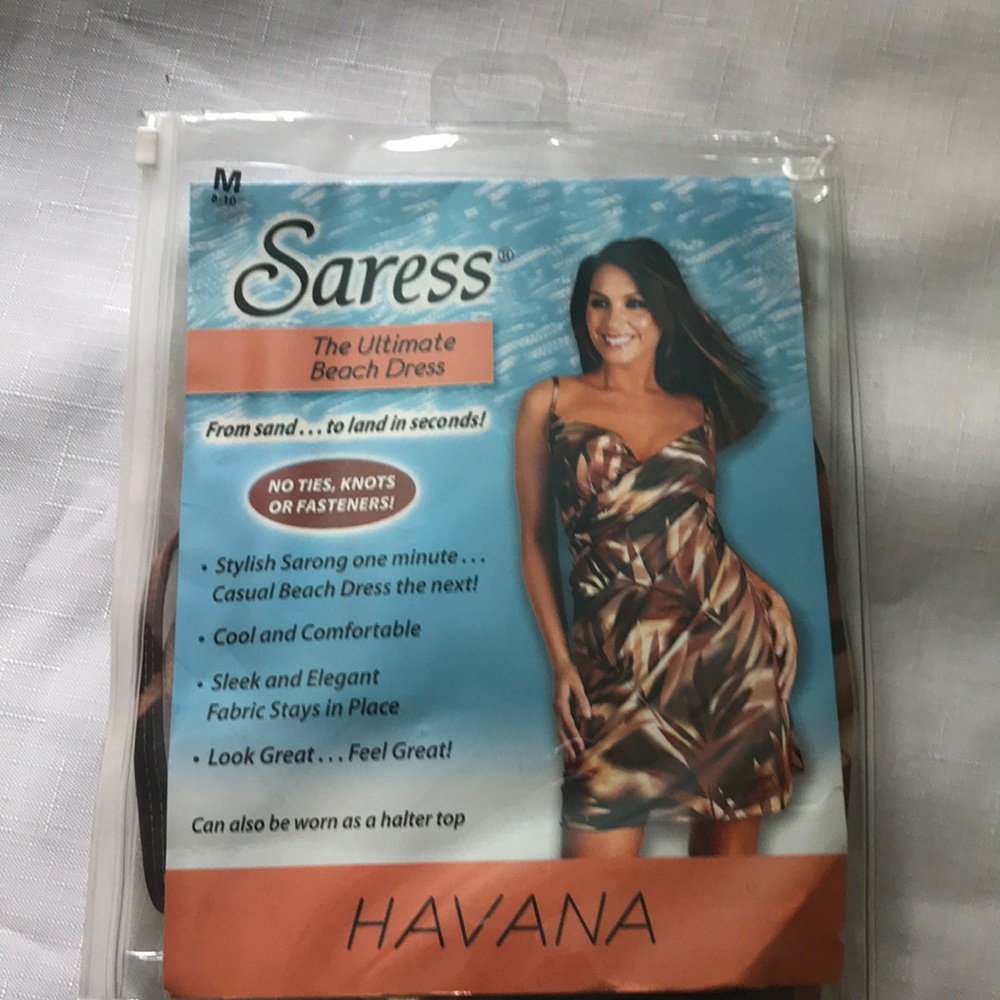 M
8-10
Saress®
The Ultimate
Beach Dress
From sand...to land in seconds!
NO TIES, KNOTS
OR FASTENERS!
• Stylish Sarong one minute...
Casual Beach Dress the next!
• Cool and Comfortable
• Sleek and Elegant
Fabric Stays in Place
• Look Great...Feel Great!
Can also be worn as a halter top
HAVANA